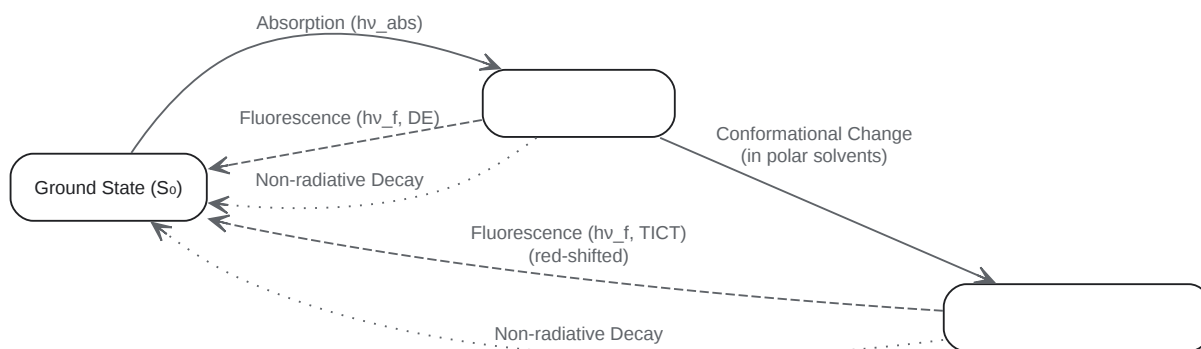 Absorption (hν_abs)
Fluorescence (hν_f, DE)
Conformational Change
(in polar solvents)
Ground State (S₀)
Non-radiative Decay
Fluorescence (hν_f, TICT)
(red-shifted)
Non-radiative Decay